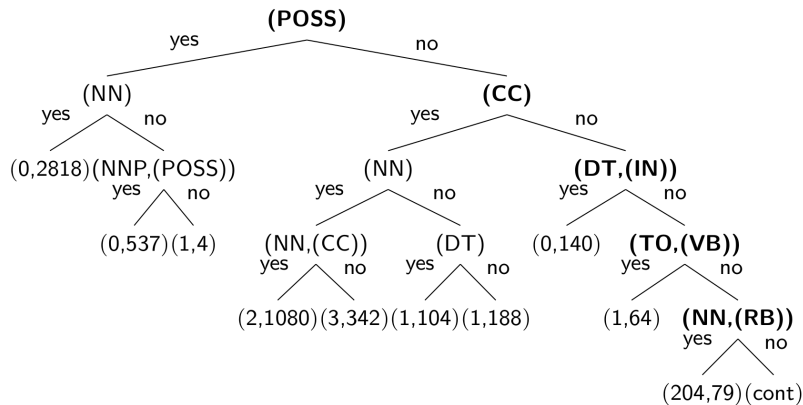 (POSS)
yes no
(NN) (CC)
yes no yes no
(0,2818) (NNP,(POSS)) (NN) (DT,(IN))
yes no yes no yes no
(0,537) (1,4) (NN,(CC)) (DT) (0,140) (TO,(VB))
yes no yes no yes no
(2,1080) (3,342) (1,104) (1,188) (1,64) (NN,(RB))
yes no
(204,79) (cont)